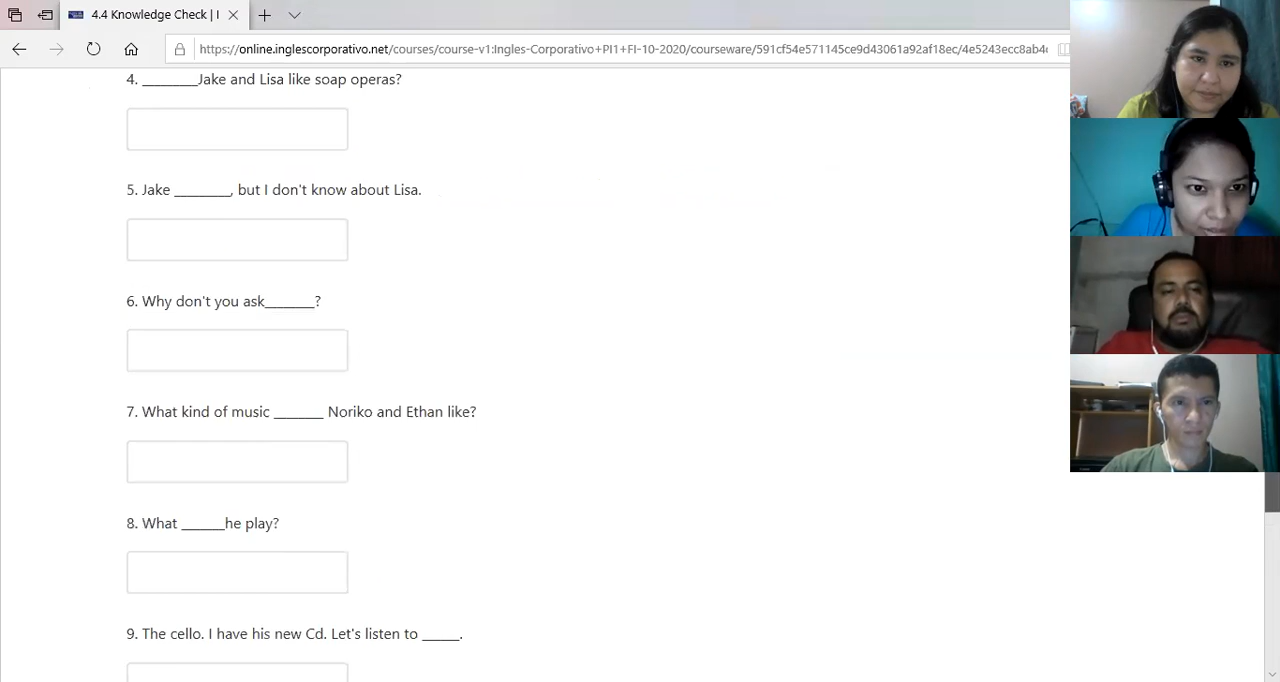 4.4 Knowledge Check | I
https://online.inglescorporativo.net/courses/course-v1:Ingles-Corporativo+PI1+FI-10-2020/courseware/591cf54e571145ce9d43061a92af18ec/4e5243ecc8ab4c
4. ________Jake and Lisa like soap operas?
5. Jake ________, but I don't know about Lisa.
6. Why don't you ask_______?
7. What kind of music _______ Noriko and Ethan like?
8. What ______he play?
9. The cello. I have his new Cd. Let's listen to _____.